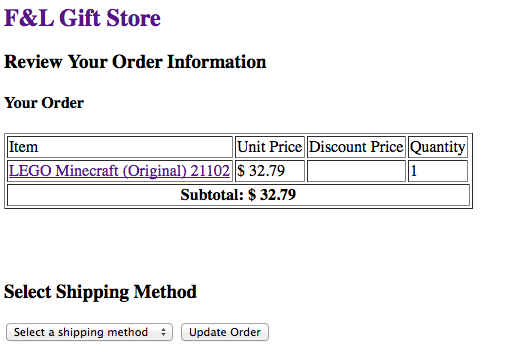 F&L Gift Store
Review Your Order Information
Your Order
Item Unit Price Discount Price Quantity
LEGO Minecraft (Original) 21102 $ 32.79 1
Subtotal: $ 32.79
Select Shipping Method
Select a shipping method Update Order